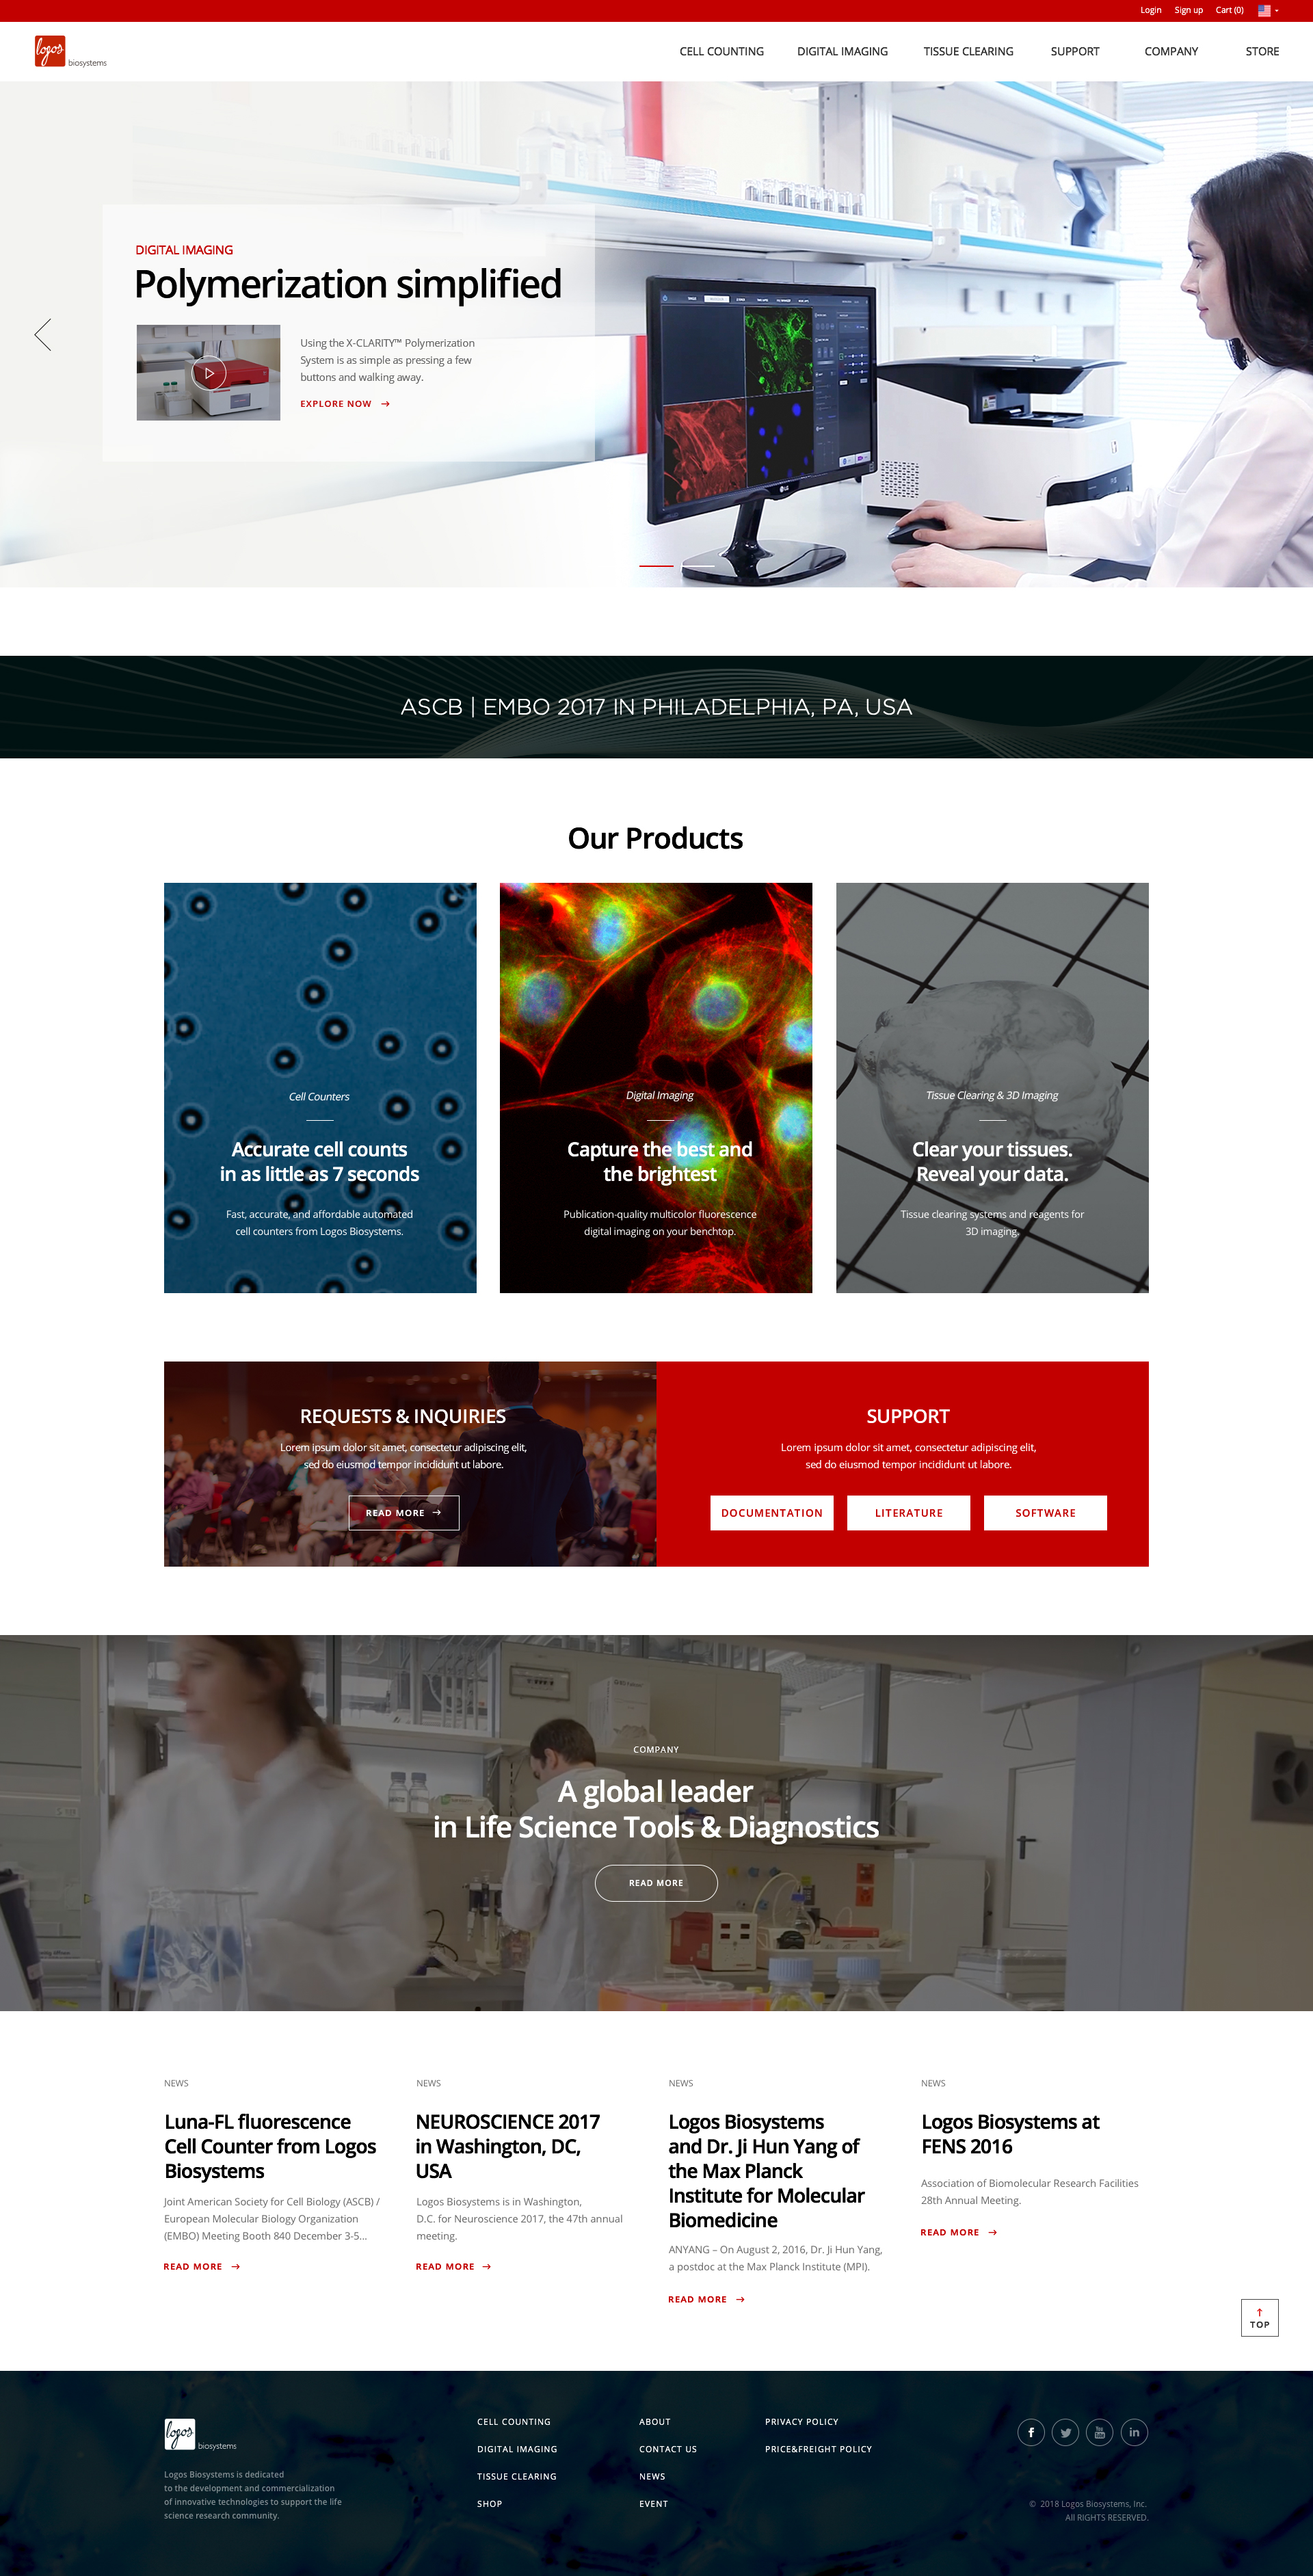 Login Sign up Cart (0)
logos
biosystems
CELL COUNTING DIGITAL IMAGING TISSUE CLEARING SUPPORT COMPANY STORE
DIGITAL IMAGING
Polymerization simplified
Using the X-CLARITY™ Polymerization
System is as simple as pressing a few
buttons and walking away.
EXPLORE NOW →
LG
ASCB | EMBO 2017 IN PHILADELPHIA, PA, USA
Our Products
Cell Counters
Accurate cell counts
in as little as 7 seconds
Fast, accurate, and affordable automated
cell counters from Logos Biosystems.
Digital Imaging
Capture the best and
the brightest
Publication-quality multicolor fluorescence
digital imaging on your benchtop.
Tissue Clearing & 3D Imaging
Clear your tissues.
Reveal your data.
Tissue clearing systems and reagents for
3D imaging.
REQUESTS & INQUIRIES
Lorem ipsum dolor sit amet, consectetur adipiscing elit,
sed do eiusmod tempor incididunt ut labore.
READ MORE →
SUPPORT
Lorem ipsum dolor sit amet, consectetur adipiscing elit,
sed do eiusmod tempor incididunt ut labore.
DOCUMENTATION LITERATURE SOFTWARE
COMPANY
A global leader
in Life Science Tools & Diagnostics
READ MORE
NEWS
Luna-FL fluorescence
Cell Counter from Logos
Biosystems
Joint American Society for Cell Biology (ASCB) /
European Molecular Biology Organization
(EMBO) Meeting Booth 840 December 3-5...
READ MORE →
NEWS
NEUROSCIENCE 2017
in Washington, DC,
USA
Logos Biosystems is in Washington,
D.C. for Neuroscience 2017, the 47th annual
meeting.
READ MORE →
NEWS
Logos Biosystems
and Dr. Ji Hun Yang of
the Max Planck
Institute for Molecular
Biomedicine
ANYANG – On August 2, 2016, Dr. Ji Hun Yang,
a postdoc at the Max Planck Institute (MPI).
READ MORE →
NEWS
Logos Biosystems at
FENS 2016
Association of Biomolecular Research Facilities
28th Annual Meeting.
READ MORE →
↑
TOP
logos
biosystems
Logos Biosystems is dedicated
to the development and commercialization
of innovative technologies to support the life
science research community.
CELL COUNTING
DIGITAL IMAGING
TISSUE CLEARING
SHOP
ABOUT
CONTACT US
NEWS
EVENT
PRIVACY POLICY
PRICE&FREIGHT POLICY
f
You Tube
in
© 2018 Logos Biosystems, Inc.
All RIGHTS RESERVED.